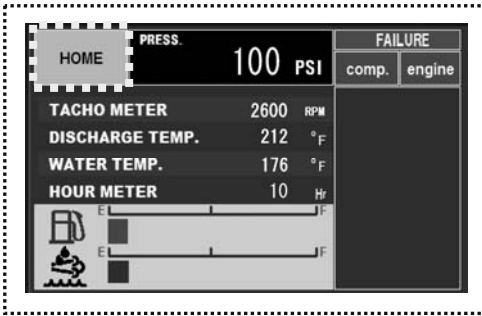 HOME
PRESS. 100 PSI
FAILURE
comp. engine
TACHO METER 2600 RPM
DISCHARGE TEMP. 212 °F
WATER TEMP. 176 °F
HOUR METER 10 Hr
E F
E F